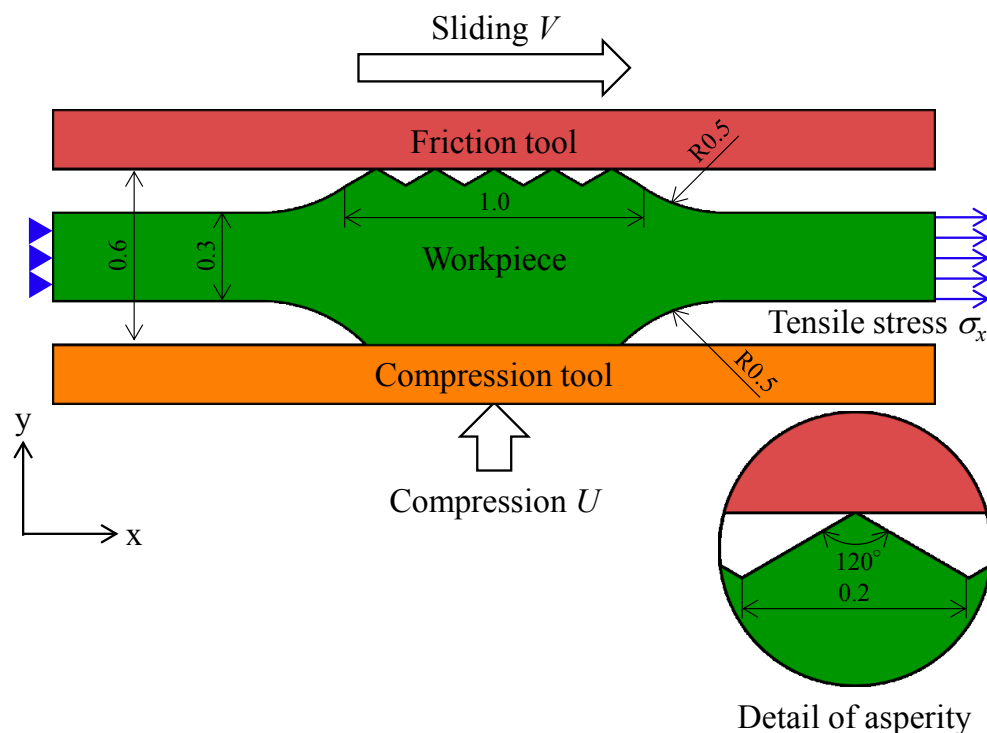 Sliding V
Friction tool
R0.5
1.0
0.6
0.3
Workpiece
Tensile stress σx
R0.5
Compression tool
y
x
Compression U
120°
0.2
Detail of asperity